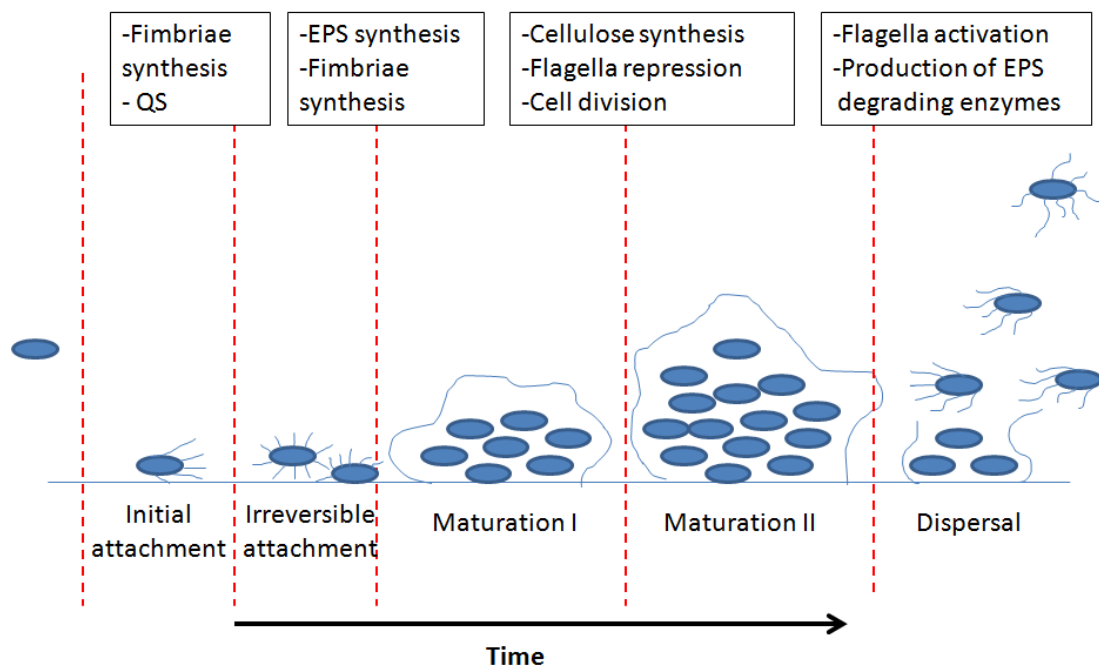 -Fimbriae
synthesis
- QS
-EPS synthesis
-Fimbriae
synthesis
-Cellulose synthesis
-Flagella repression
-Cell division
-Flagella activation
-Production of EPS
degrading enzymes
Initial
attachment
Irreversible
attachment
Maturation I
Maturation II
Dispersal
Time